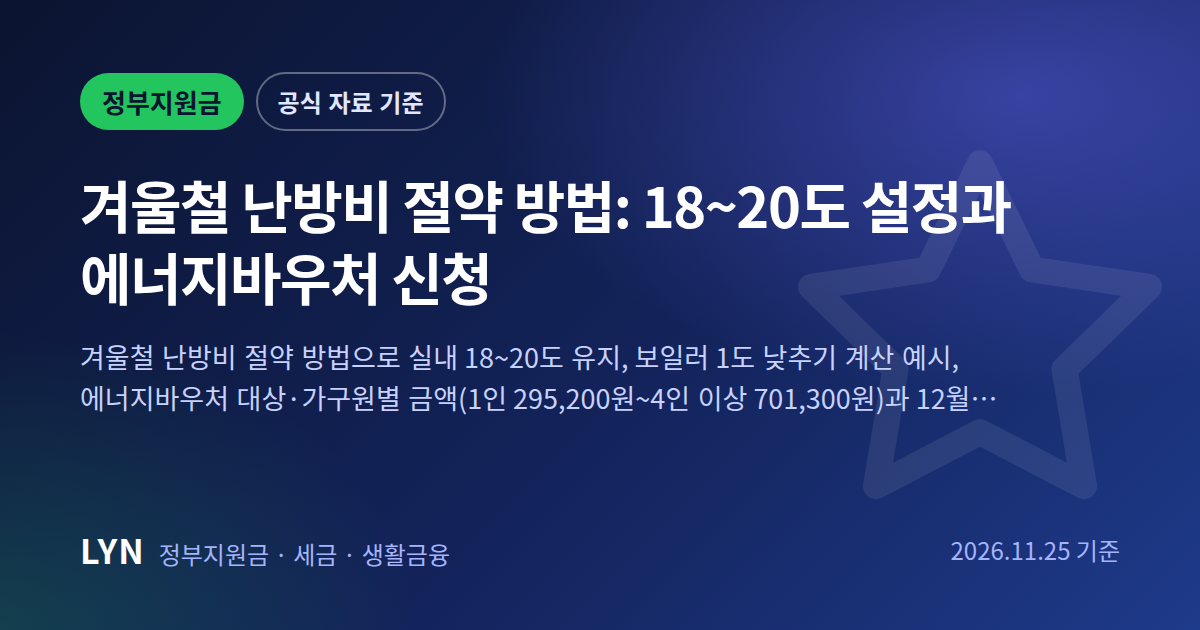 정부지원금
공식 자료 기준
겨울철 난방비 절약 방법: 18~20도 설정과
에너지바우처 신청
겨울철 난방비 절약 방법으로 실내 18~20도 유지, 보일러 1도 낮추기 계산 예시,
에너지바우처 대상·가구원별 금액(1인 295,200원~4인 이상 701,300원)과 12월…
LYN 정부지원금 · 세금 · 생활금융
2026.11.25 기준